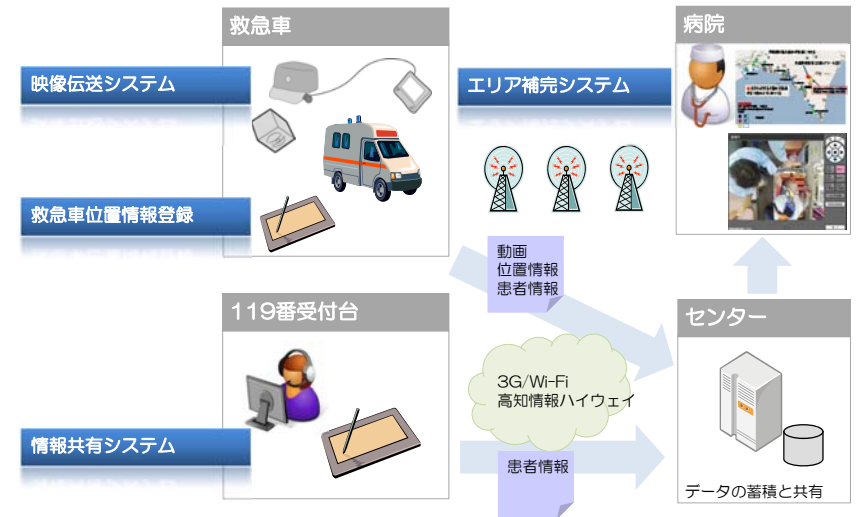 救急車
病院
映像伝送システム
エリア補完システム
救急車位置情報登録
動画
位置情報
患者情報
119番受付台
センター
3G/Wi-Fi
高知情報ハイウェイ
情報共有システム
患者情報
データの蓄積と共有